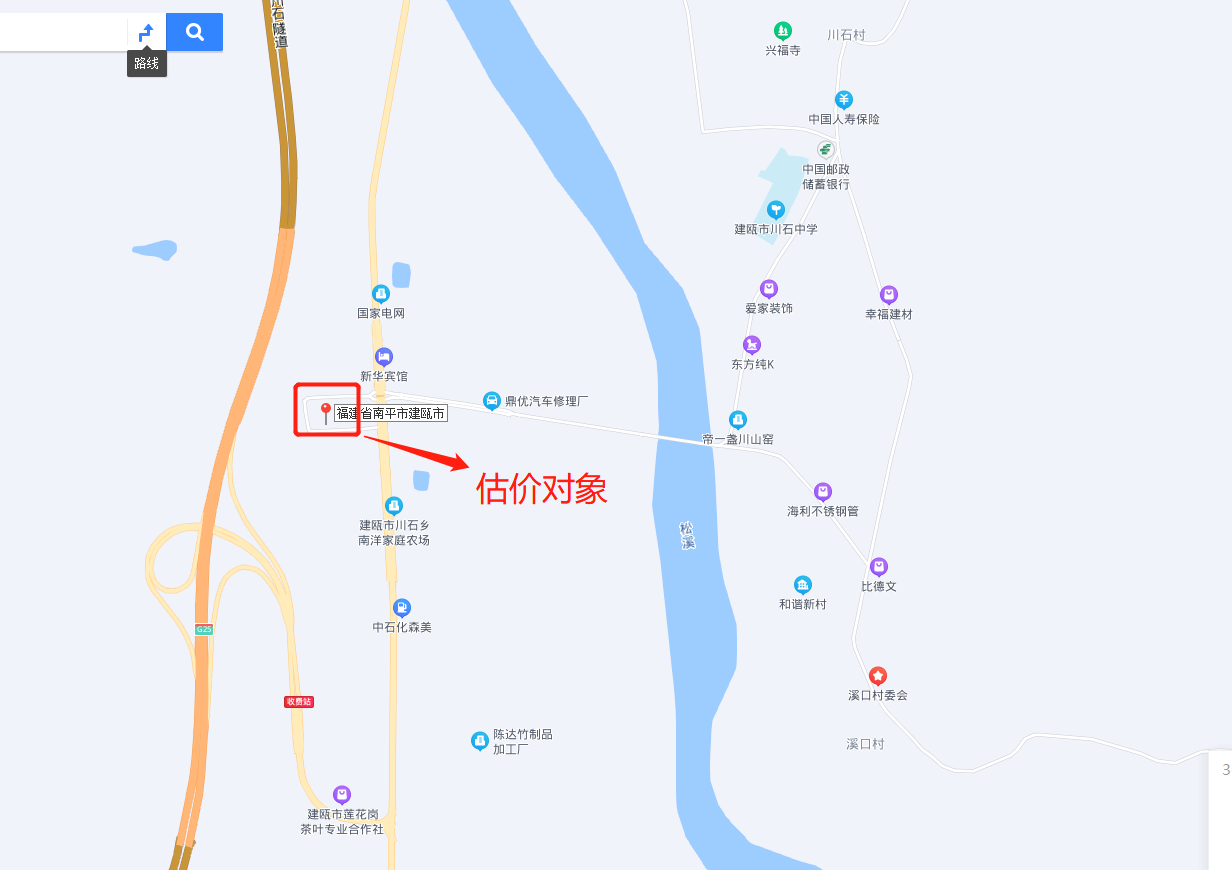 川石隧道
路线
兴福寺
川石村
中国人寿保险
中国邮政
储蓄银行
建瓯市川石中学
爱家装饰
幸福建材
国家电网
东方纯K
新华宾馆
鼎优汽车修理厂
福建省南平市建瓯市
帝一盏川山窑
估价对象
海利不锈钢管
建瓯市川石乡
南洋家庭农场
松溪
比德文
和谐新村
中石化森美
G25
溪口村委会
收费站
陈达竹制品
加工厂
溪口村
3
建瓯市莲花岗
茶叶专业合作社